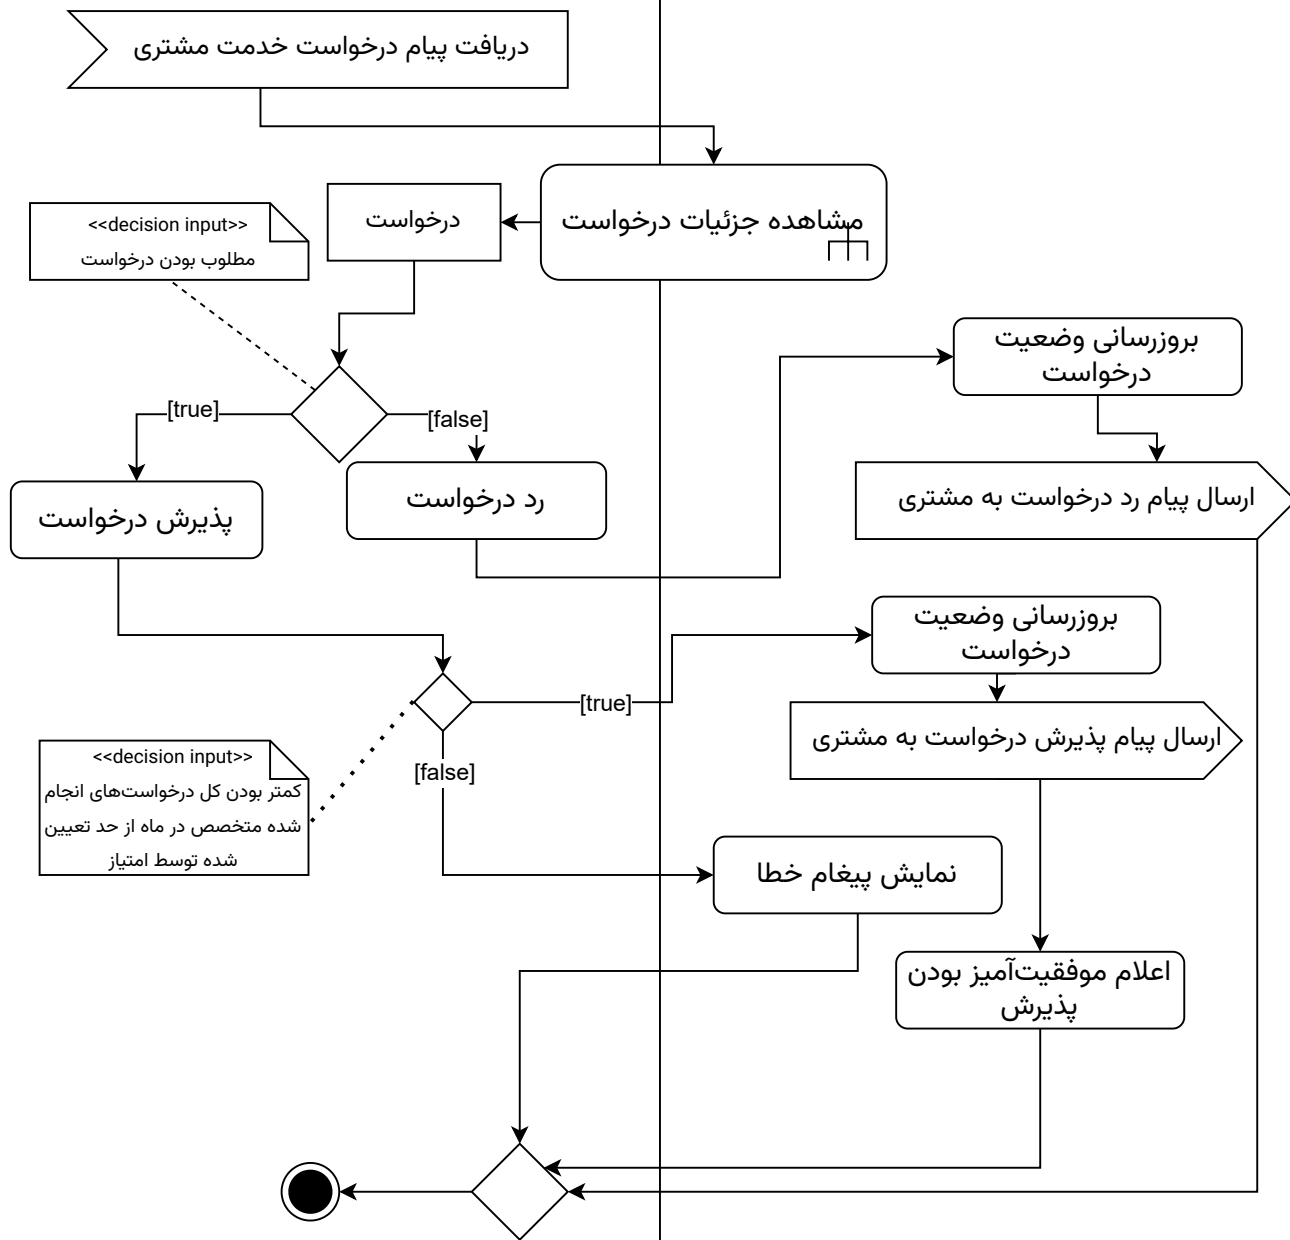 دریافت پیام درخواست خدمت مشتری
مشاهده جزئیات درخواست
درخواست
<<decision input>>
مطلوب بودن درخواست
بروزرسانی وضعیت
درخواست
[true]
[false]
رد درخواست
پذیرش درخواست
ارسال پیام رد درخواست به مشتری
بروزرسانی وضعیت
درخواست
[true]
ارسال پیام پذیرش درخواست به مشتری
[false]
<<decision input>>
کمتر بودن کل درخواست‌های انجام
شده متخصص در ماه از حد تعیین
شده توسط امتیاز
نمایش پیغام خطا
اعلام موفقیت‌آمیز بودن
پذیرش